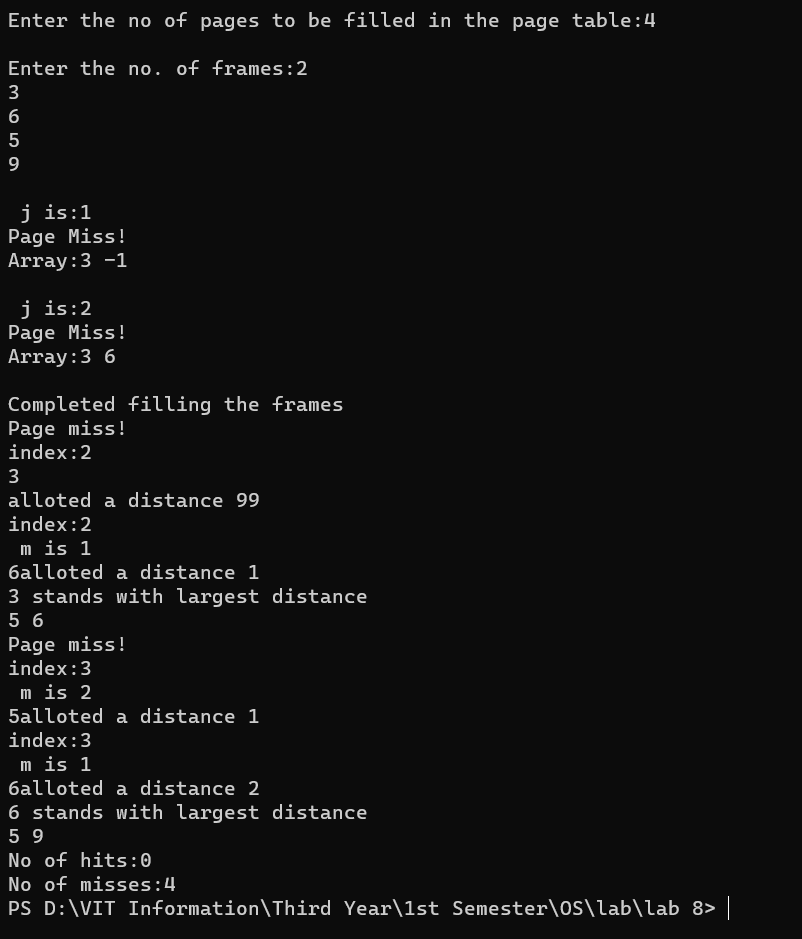 Enter the no of pages to be filled in the page table:4
Enter the no. of frames:2
3
6
5
9
j is:1
Page Miss!
Array:3 -1
j is:2
Page Miss!
Array:3 6
Completed filling the frames
Page miss!
index:2
3
alloted a distance 99
index:2
m is 1
6alloted a distance 1
3 stands with largest distance
5 6
Page miss!
index:3
m is 2
5alloted a distance 1
index:3
m is 1
6alloted a distance 2
6 stands with largest distance
5 9
No of hits:0
No of misses:4
PS D:\VIT Information\Third Year\1st Semester\OS\lab\lab 8>